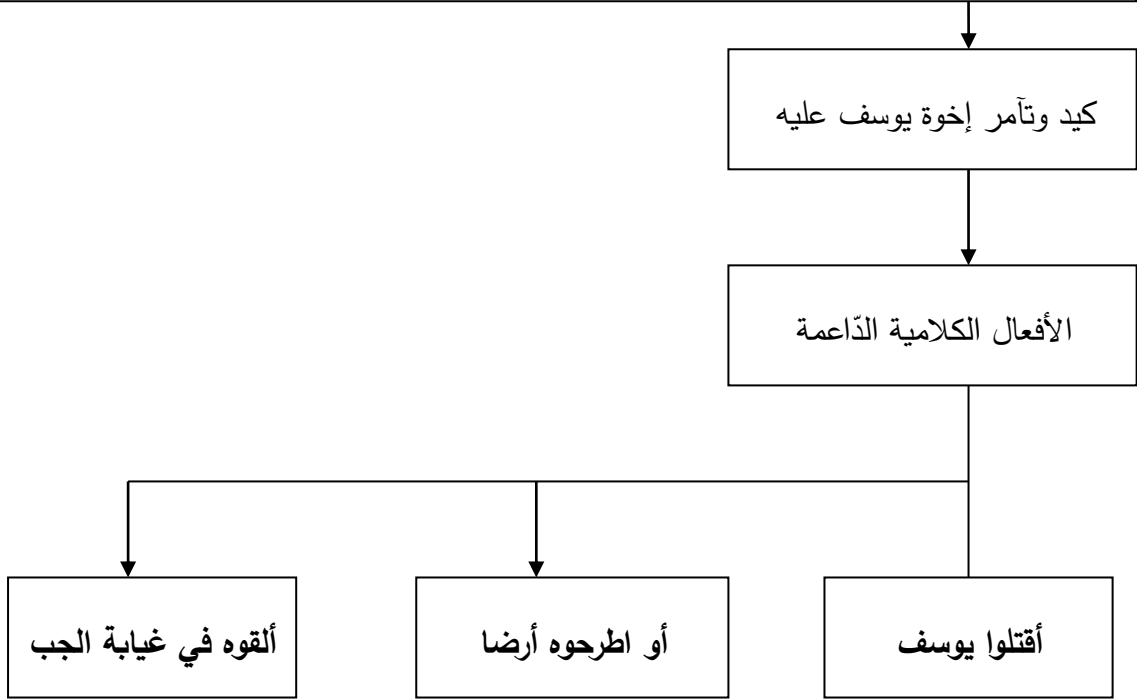 كيد وتآمر إخوة يوسف عليه
الأفعال الكلامية الدّاعمة
أقتلوا يوسف
أو اطرحوه أرضا
ألقوه في غيابة الجب